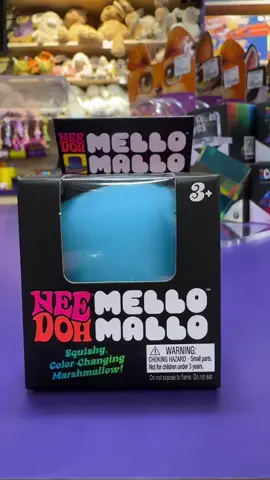 NEE
DOH
MELLO
MALLO
3+
NEE
DOH
MELLO™
MALLO
Squishy,
Color-Changing
Marshmallow!
WARNING:
CHOKING HAZARD - Small parts.
Not for children under 3 years.
Do not expose to flame. Do not eat.